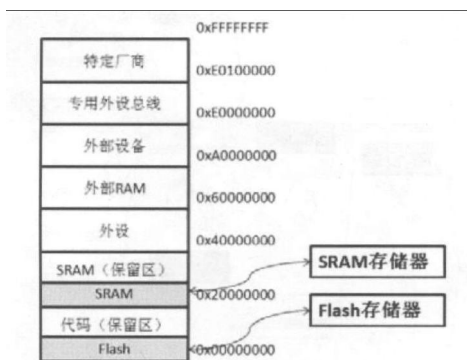 0xFFFFFFFF
特定厂商
0xE0100000
专用外设总线
0xE0000000
外部设备
0xA0000000
外部RAM
0x60000000
外设
0x40000000
SRAM（保留区）
SRAM存储器
SRAM
0x20000000
Flash存储器
代码（保留区）
Flash
0x00000000